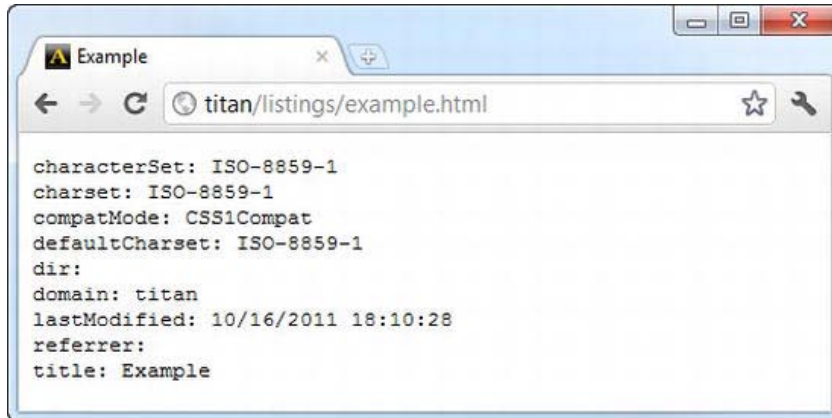 Example
titan/listings/example.html
characterSet: ISO-8859-1
charset: ISO-8859-1
compatMode: CSS1Compat
defaultCharset: ISO-8859-1
dir:
domain: titan
lastModified: 10/16/2011 18:10:28
referrer:
title: Example